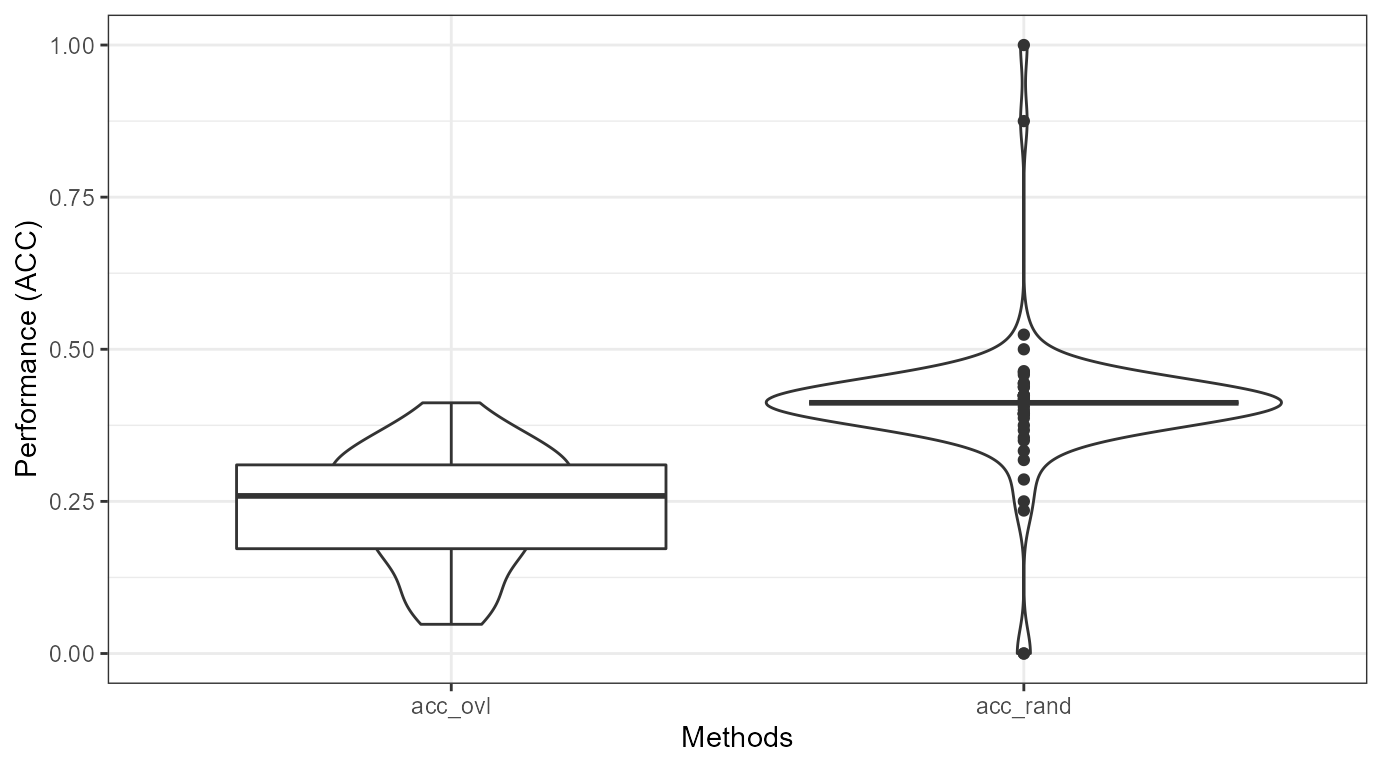 Performance (ACC)
1.00
0.75
0.50
0.25
0.00
acc_ovl
acc_rand
Methods